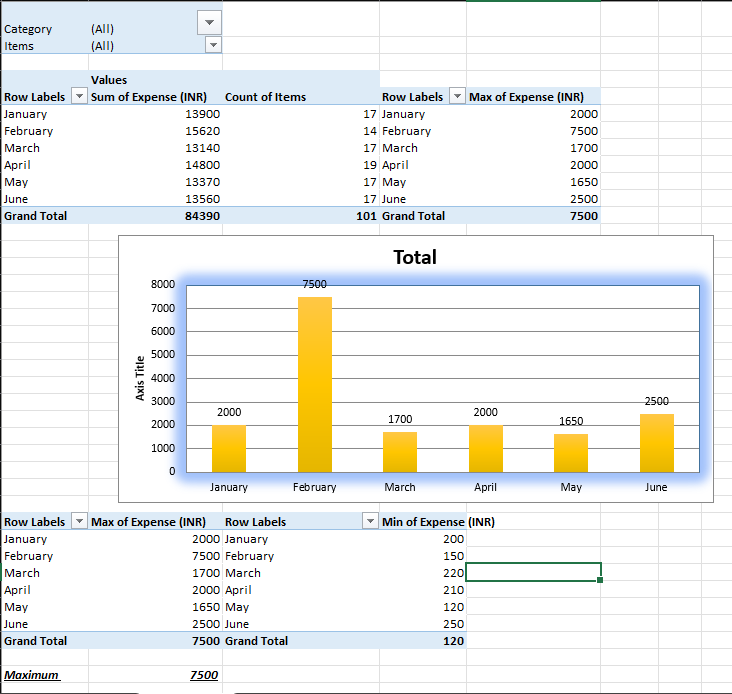 Category (All)
Items (All)
Values
Row Labels Sum of Expense (INR) Count of Items Row Labels Max of Expense (INR)
January 13900 17 January 2000
February 15620 14 February 7500
March 13140 17 March 1700
April 14800 19 April 2000
May 13370 17 May 1650
June 13560 17 June 2500
Grand Total 84390 101 Grand Total 7500
Total
8000
7000
6000
5000
4000
3000
2000
1000
0
Axis Title
2000 7500 1700 2000 1650 2500
January February March April May June
Row Labels Max of Expense (INR) Row Labels Min of Expense (INR)
January 2000 January 200
February 7500 February 150
March 1700 March 220
April 2000 April 210
May 1650 May 120
June 2500 June 250
Grand Total 7500 Grand Total 120
Maximum 7500